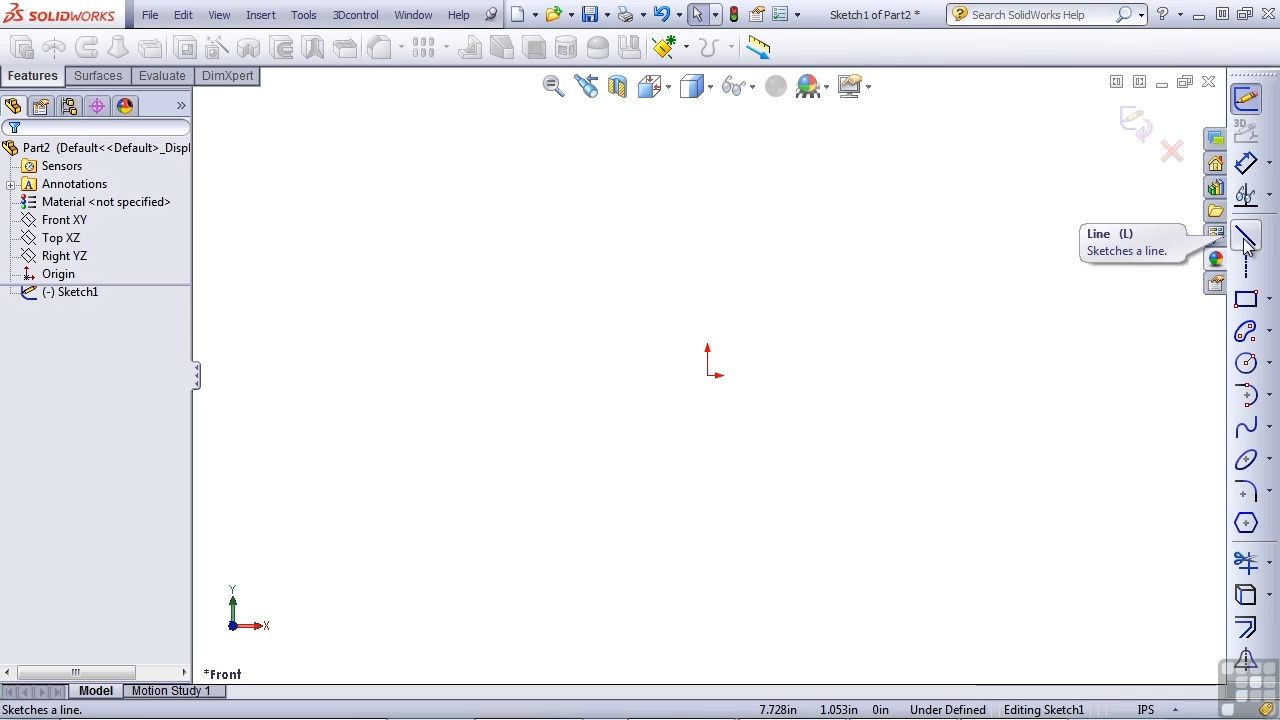 SOLIDWORKS File Edit View Insert Tools 3Dcontrol Window Help Sketch1 of Part2 * Search SolidWorks Help
Features Surfaces Evaluate DimXpert
3D
Part2 (Default<<Default>_Displ
Sensors
A Annotations
Material <not specified>
Front XY
Top XZ
Right YZ
Origin
(-) Sketch1
Line (L)
Sketches a line.
Y
X
*Front
Model Motion Study 1
Sketches a line. 7.728in 1.053in 0in Under Defined Editing Sketch1 IPS